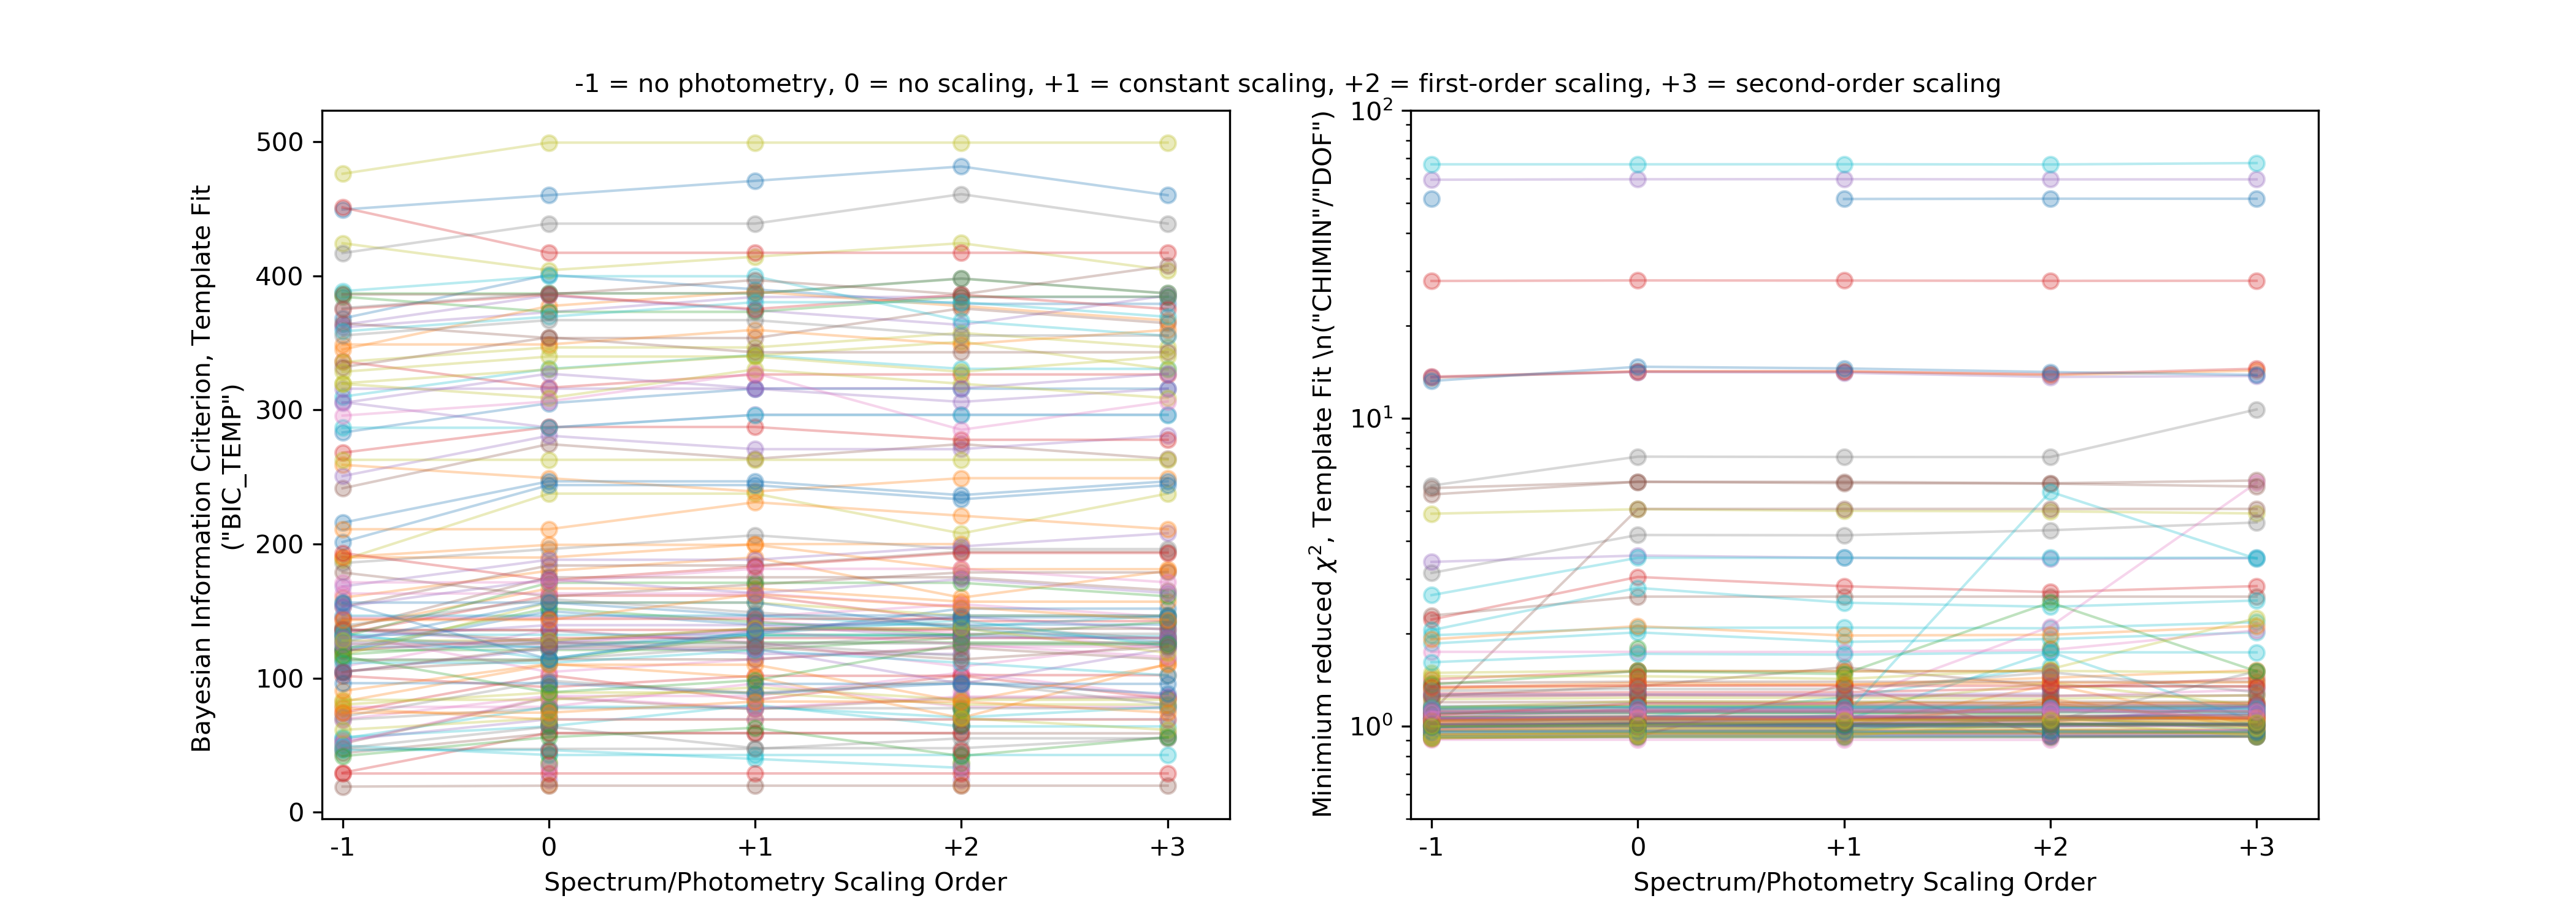 -1 = no photometry, 0 = no scaling, +1 = constant scaling, +2 = first-order scaling, +3 = second-order scaling
Bayesian Information Criterion, Template Fit
("BIC_TEMP")
500
400
300
200
100
0
-1 0 +1 +2 +3
Spectrum/Photometry Scaling Order
Minimium reduced χ², Template Fit \n("CHIMIN"/"DOF")
10²
10¹
10⁰
-1 0 +1 +2 +3
Spectrum/Photometry Scaling Order